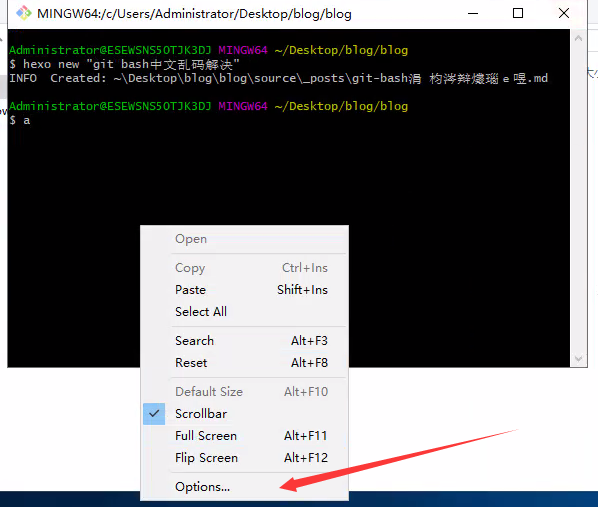 MINGW64:/c/Users/Administrator/Desktop/blog/blog
Administrator@ESEWSNS5OTJK3DJ MINGW64 ~/Desktop/blog/blog
$ hexo new "git bash中文乱码解决"
INFO  Created: ~\Desktop\blog\blog\source\_posts\git-bash涓 枃涔辩爜瑙ｅ喅.md
Administrator@ESEWSNS5OTJK3DJ MINGW64 ~/Desktop/blog/blog
$ a
Open
Copy Ctrl+Ins
Paste Shift+Ins
Select All
Search Alt+F3
Reset Alt+F8
Default Size Alt+F10
Scrollbar
Full Screen Alt+F11
Flip Screen Alt+F12
Options...